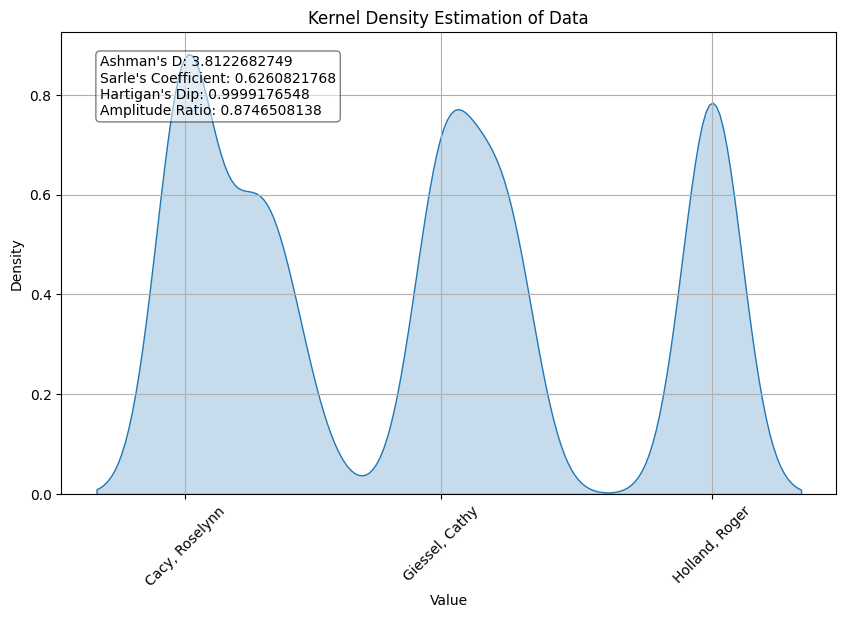 Kernel Density Estimation of Data
Ashman's D: 3.8122682749
Sarle's Coefficient: 0.6260821768
Hartigan's Dip: 0.9999176548
Amplitude Ratio: 0.8746508138
Density
0.8
0.6
0.4
0.2
0.0
Cacy, Roselynn
Giessel, Cathy
Holland, Roger
Value